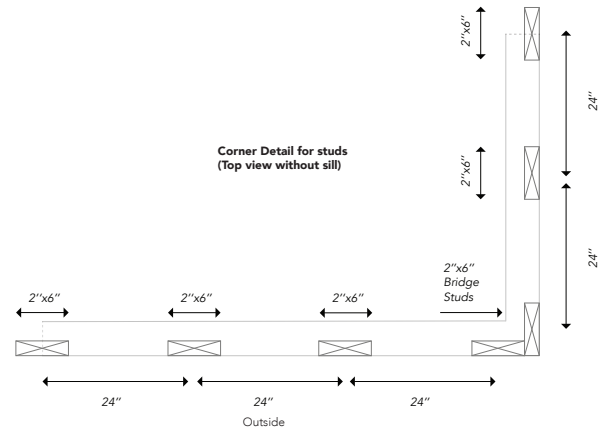 2’’x6’’
24’’
Corner Detail for studs
(Top view without sill)
2’’x6’’
24’’
2’’x6’’
Bridge
Studs
2’’x6’’
2’’x6’’
2’’x6’’
24’’
24’’
24’’
Outside